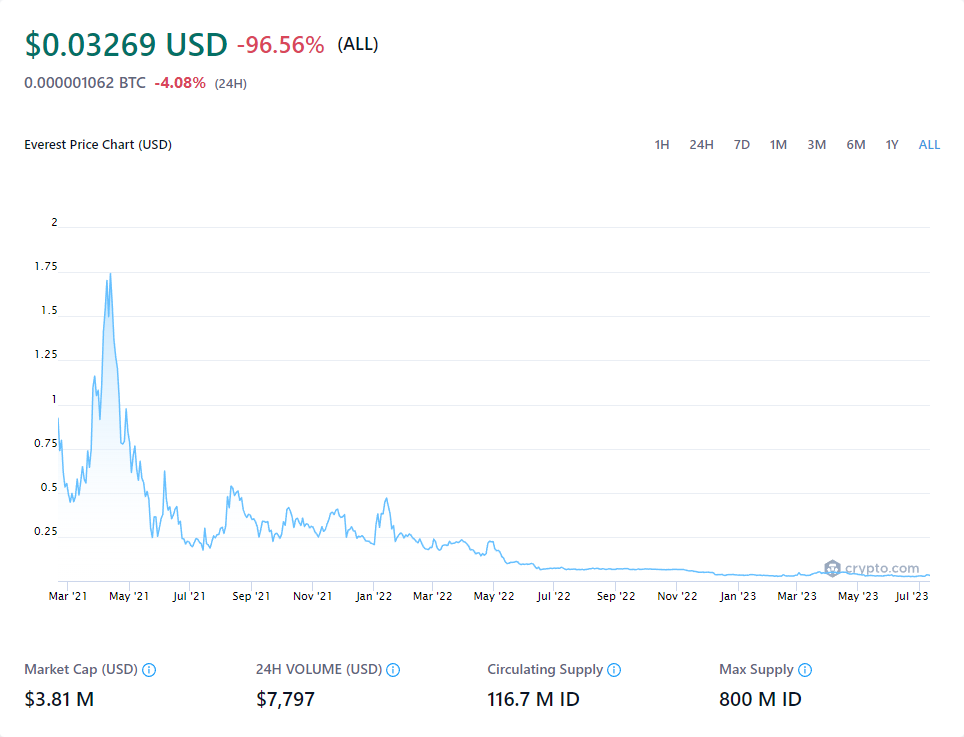 $0.03269 USD -96.56% (ALL)
0.000001062 BTC -4.08% (24H)
Everest Price Chart (USD) 1H 24H 7D 1M 3M 6M 1Y ALL
2
1.75
1.5
1.25
1
0.75
0.5
0.25
crypto.com
Mar '21 May '21 Jul '21 Sep '21 Nov '21 Jan '22 Mar '22 May '22 Jul '22 Sep '22 Nov '22 Jan '23 Mar '23 May '23 Jul '23
Market Cap (USD) 24H VOLUME (USD) Circulating Supply Max Supply
$3.81 M $7,797 116.7 M ID 800 M ID